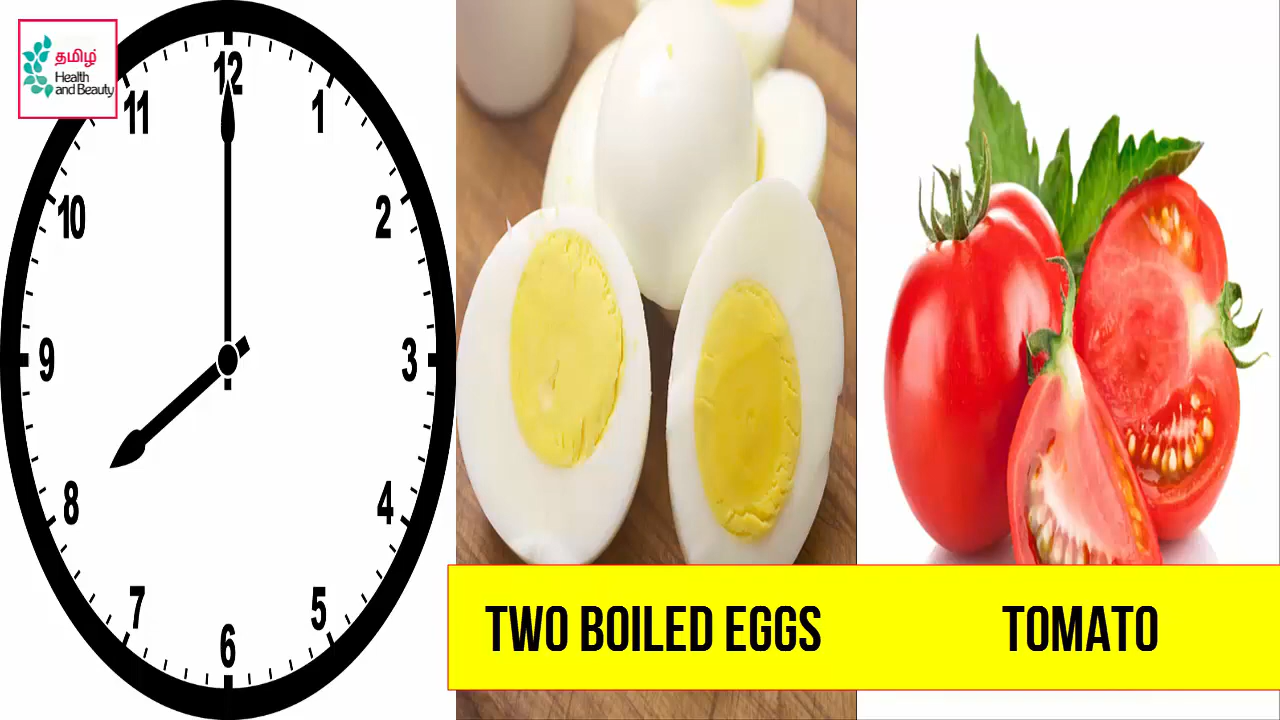 தமிழ்
Health
and Beauty
12
11
1
10
2
9
3
8
4
7
5
6
TWO BOILED EGGS
TOMATO